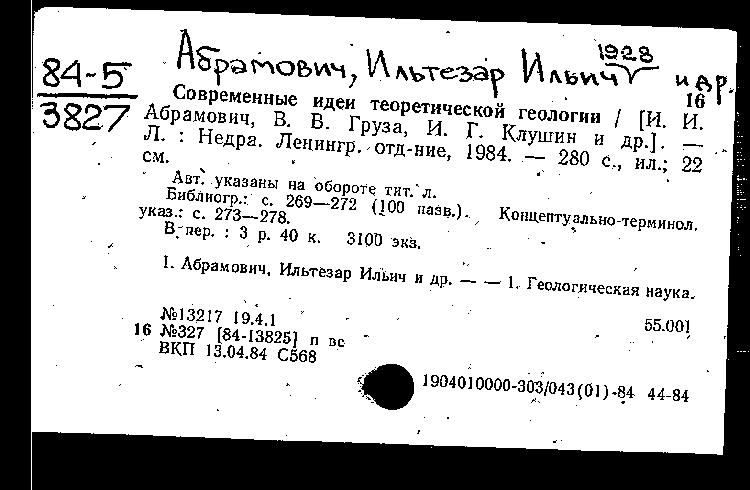 1928
Абрамович, Ильтезар Ильич и др.
84-5
3827
16
Современные идеи теоретической геологии / [И. И.
Абрамович, В. В. Груза, И. Г. Клушин и др.]. —
Л. : Недра. Ленингр. отд-ние, 1984. — 280 с., ил.; 22
см.
Авт. указаны на обороте тит. л.
Библиогр.: с. 269—272 (100 назв.). Концептуально-терминол.
указ.: с. 273—278.
В пер. : 3 р. 40 к. 3100 экз.
1. Абрамович, Ильтезар Ильич и др. — — 1. Геологическая наука.
55.001
№13217 19.4.1
16 №327 [84-13825] п вс
ВКП 13.04.84 С568
1904010000-303/043(01)-84 44-84